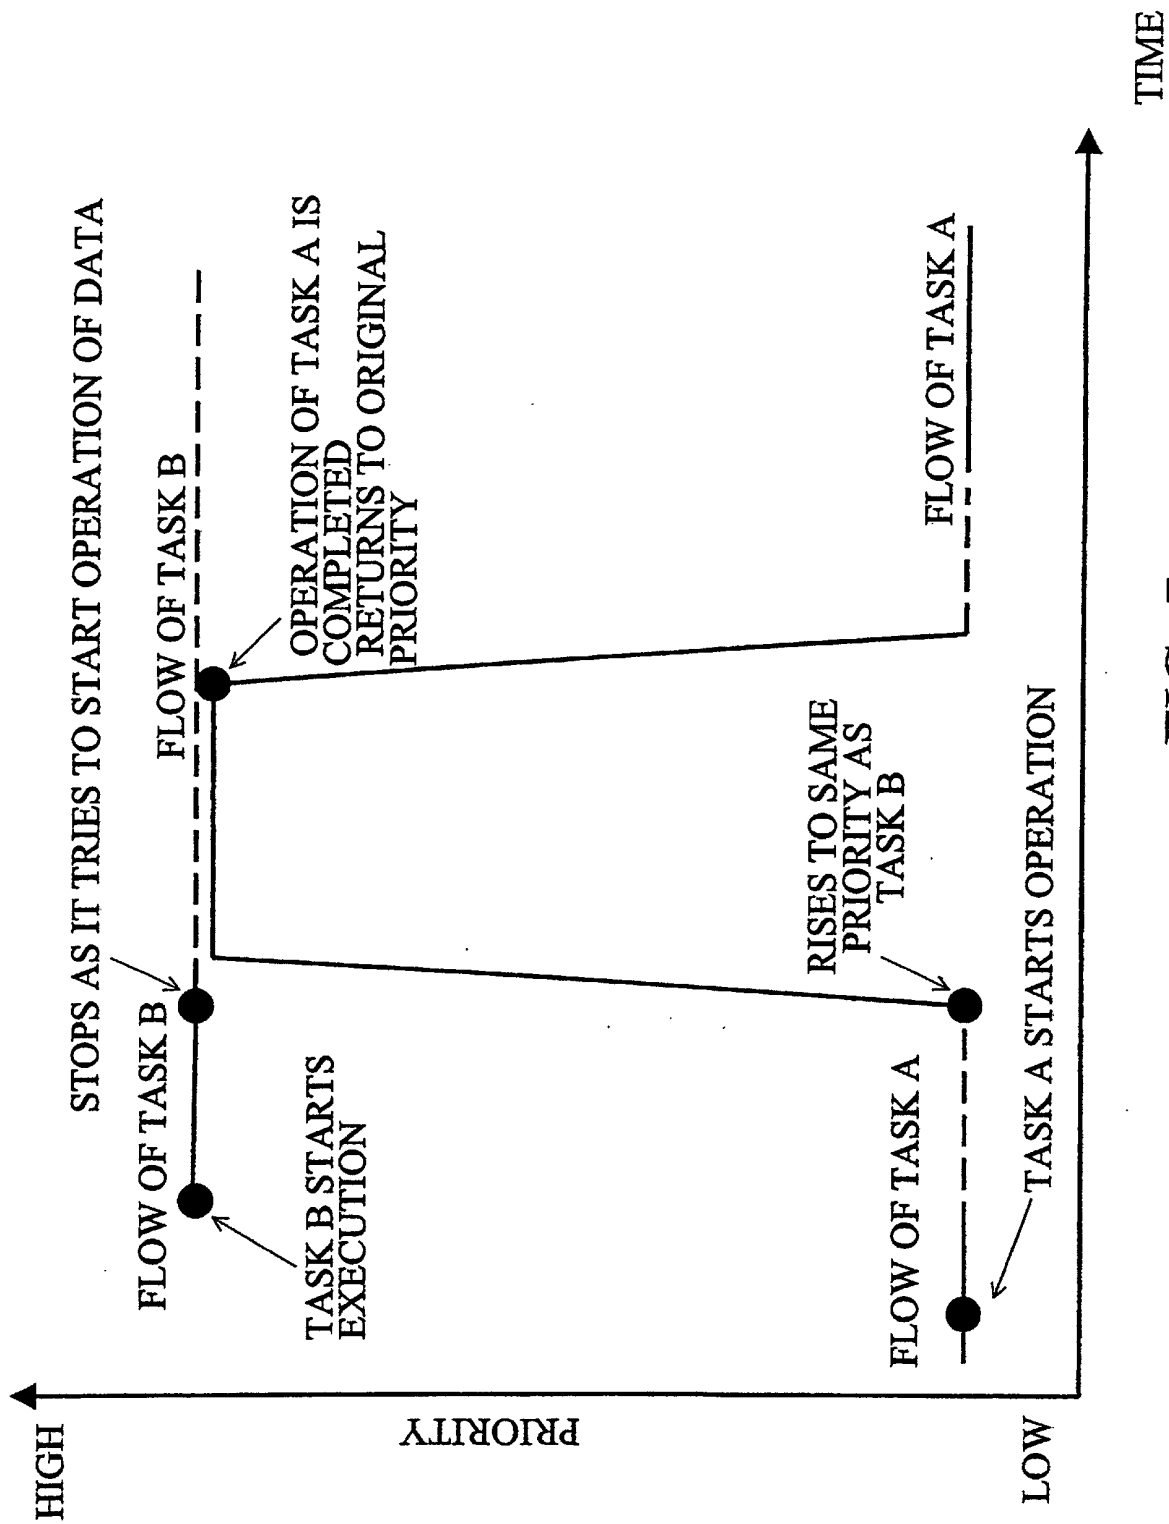 HIGH
PRIORITY
LOW
STOPS AS IT TRIES TO START OPERATION OF DATA
FLOW OF TASK B
FLOW OF TASK B
TASK B STARTS
EXECUTION
OPERATION OF TASK A IS
COMPLETED
RETURNS TO ORIGINAL
PRIORITY
RISES TO SAME
PRIORITY AS
TASK B
FLOW OF TASK A
FLOW OF TASK A
TASK A STARTS OPERATION
TIME